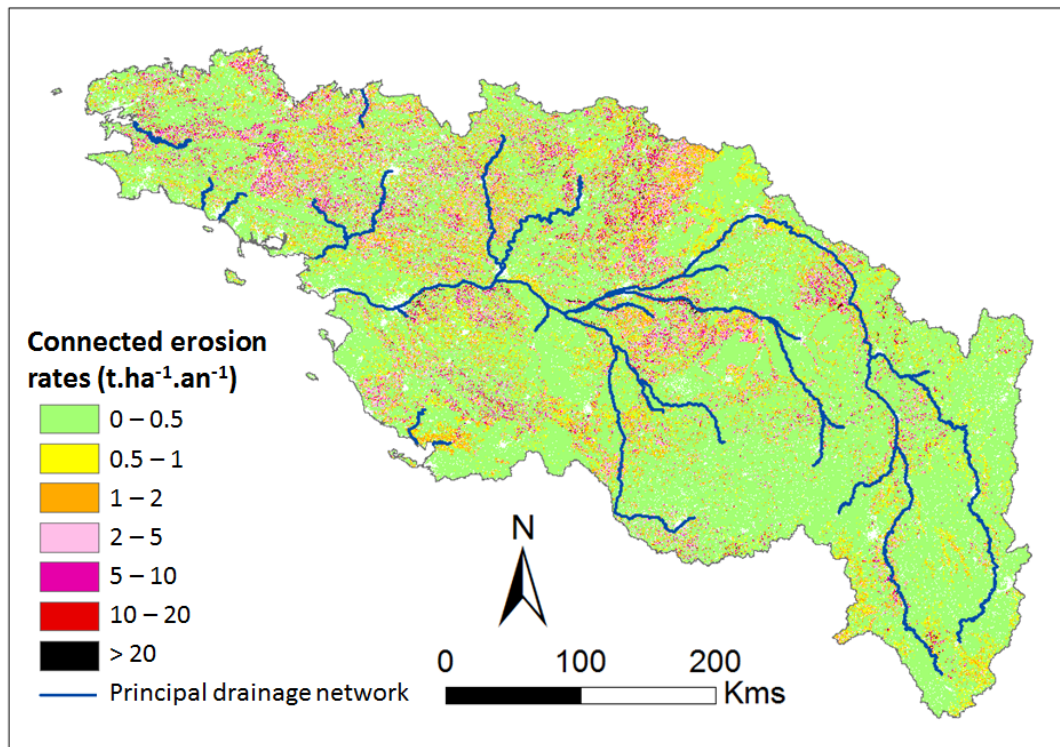 Connected erosion
rates (t.ha⁻¹.an⁻¹)
0 – 0.5
0.5 – 1
1 – 2
2 – 5
5 – 10
10 – 20
> 20
Principal drainage network
N
0 100 200
Kms